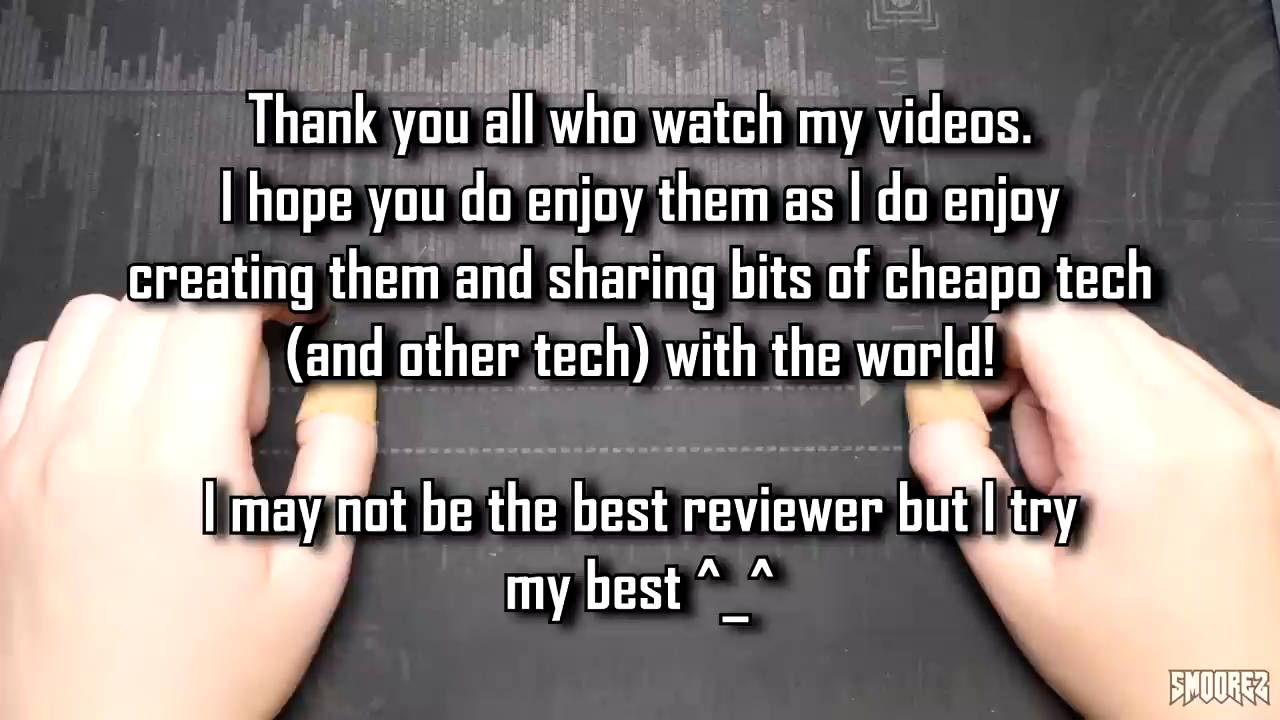 Thank you all who watch my videos.
I hope you do enjoy them as I do enjoy
creating them and sharing bits of cheapo tech
(and other tech) with the world!
I may not be the best reviewer but I try
my best ^_^
SMOOREZ